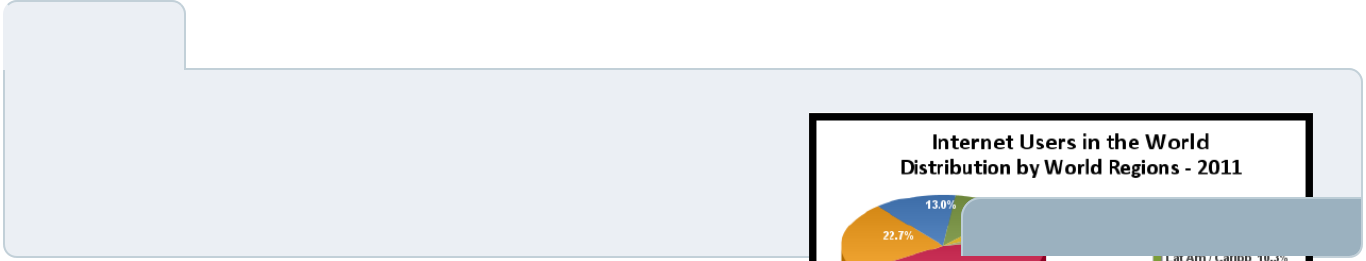 Internet Users in the World
Distribution by World Regions - 2011
13.0%
22.7%